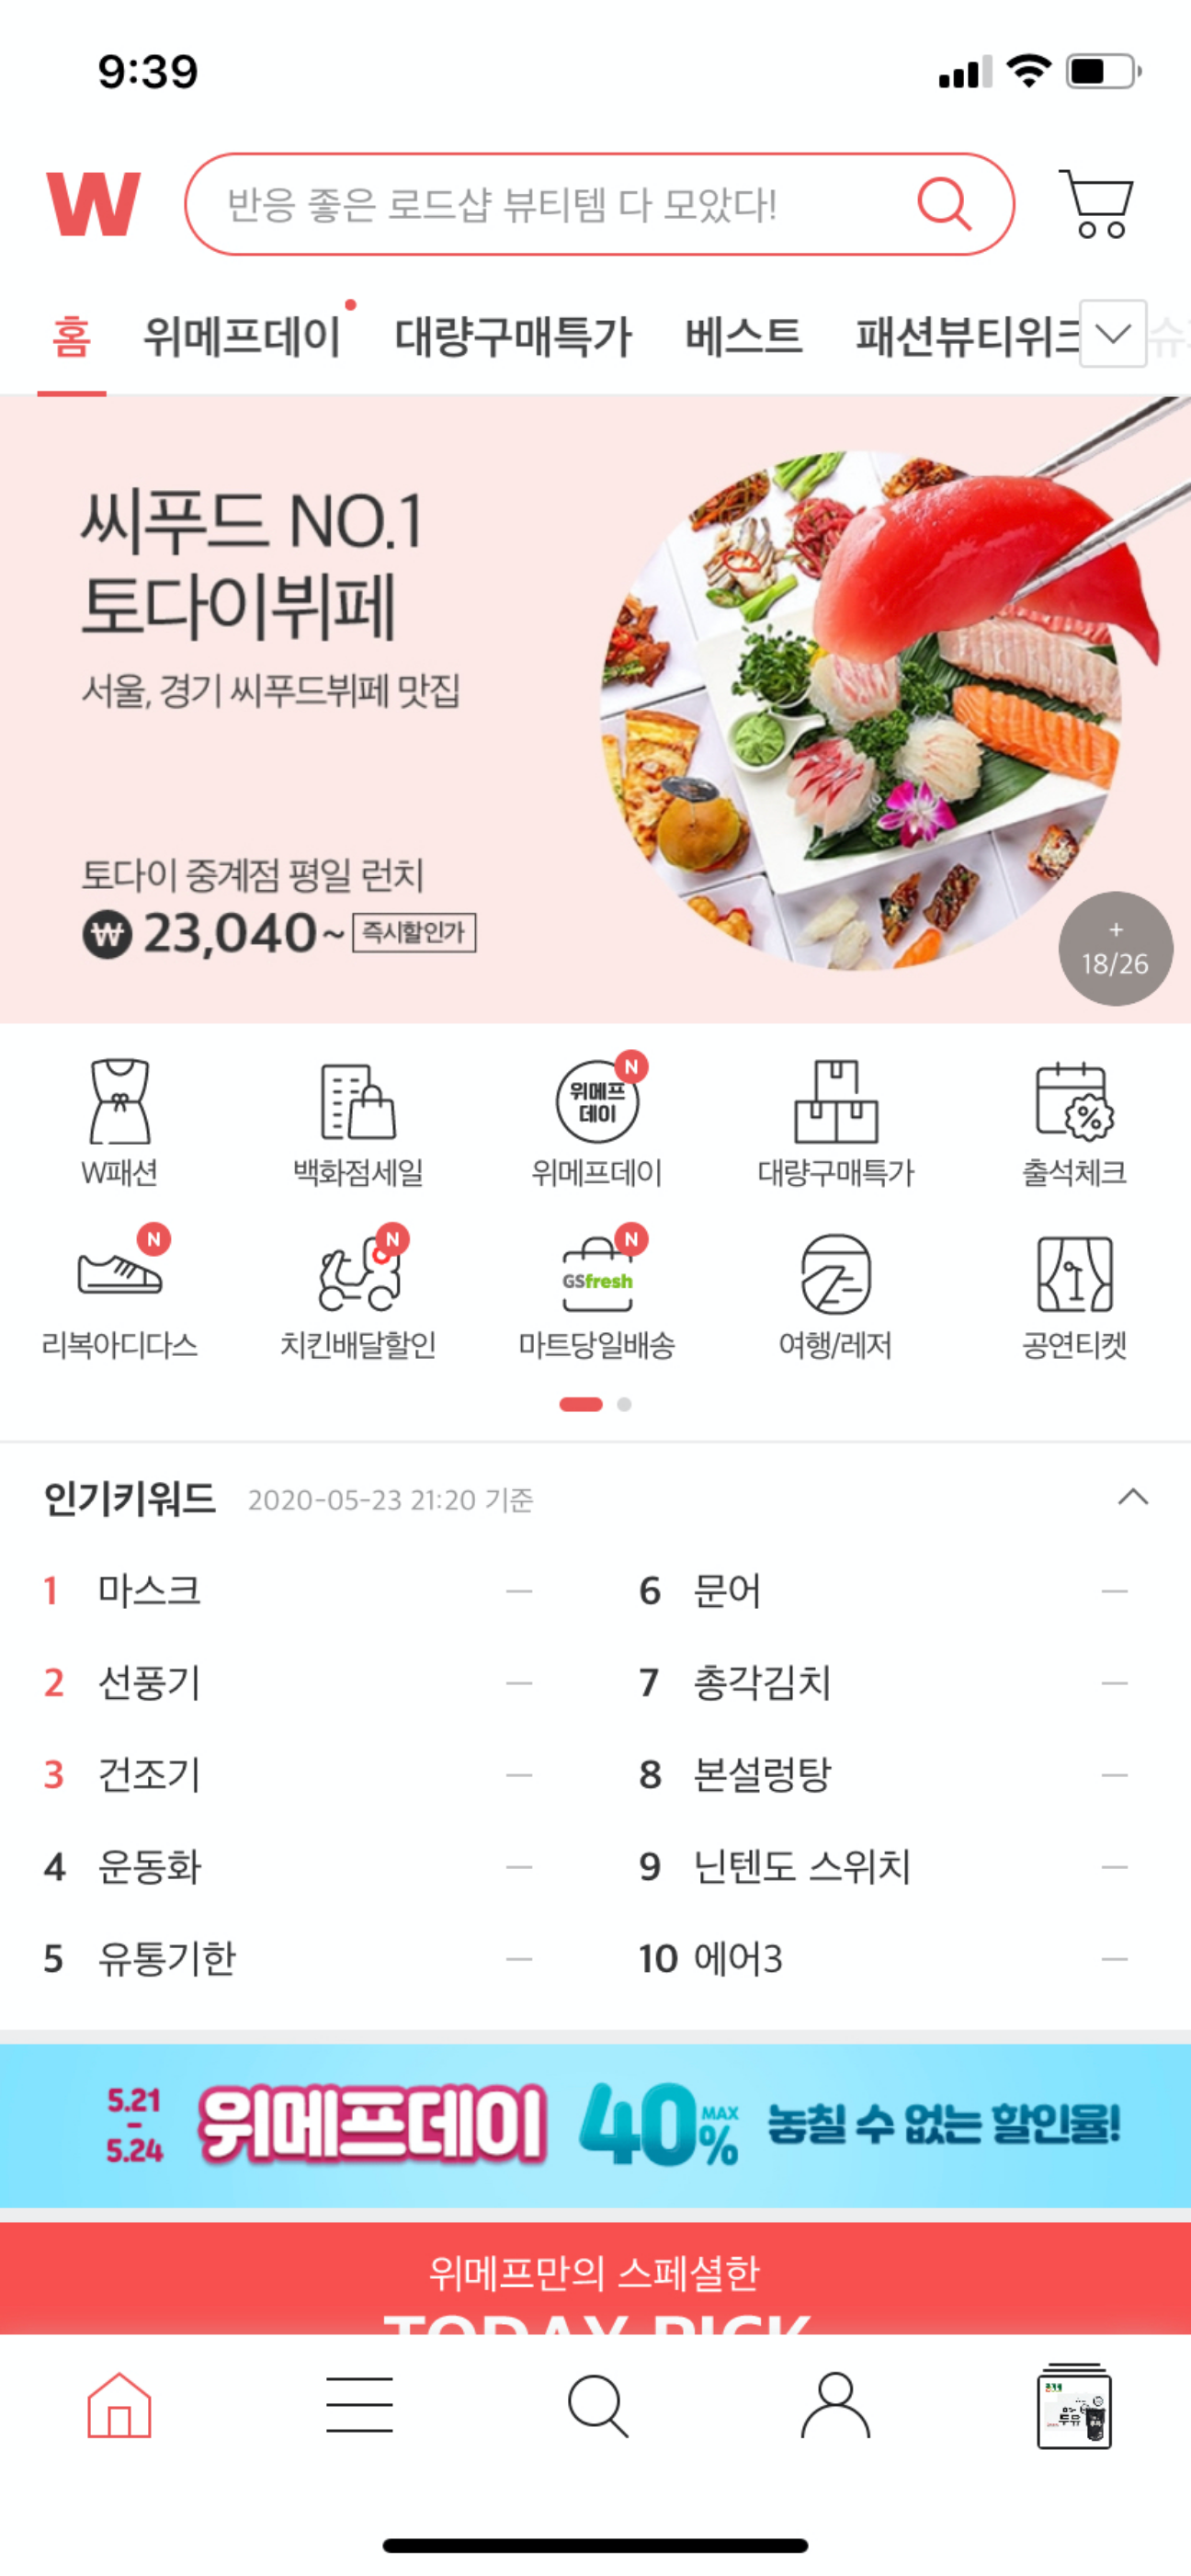 9:39
W
반응 좋은 로드샵 뷰티템 다 모았다!
홈 위메프데이 대량구매특가 베스트 패션뷰티위크 슈
씨푸드 NO.1
토다이뷔페
서울, 경기 씨푸드뷔페 맛집
토다이 중계점 평일 런치
₩ 23,040~ 즉시할인가
+
18/26
N
위메프
데이
W패션 백화점세일 위메프데이 대량구매특가 출석체크
N N N
GSfresh
리복아디다스 치킨배달할인 마트당일배송 여행/레저 공연티켓
인기키워드 2020-05-23 21:20 기준
1 마스크
2 선풍기
3 건조기
4 운동화
5 유통기한
6 문어
7 총각김치
8 본설렁탕
9 닌텐도 스위치
10 에어3
5.21
-
5.24
위메프데이 40% MAX 놓칠 수 없는 할인율!
위메프만의 스페셜한
TODAY PICK
두유